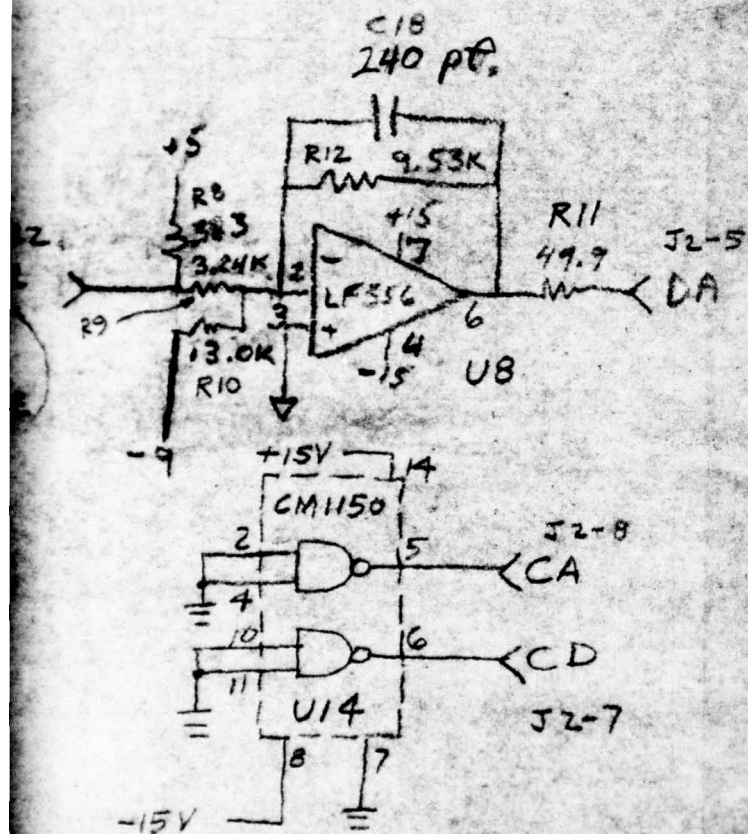 C18
240 pf.
+5
R12 9.53K
R8
383
+15
7
R11
49.9
J2-5
3.24K
2
-
LF356
DA
R9
3
+
6
13.0K
4
-15
U8
R10
-9
+15V
14
CM1150
J2-8
2
5
CA
4
10
6
CD
11
U14
J2-7
8
7
-15V